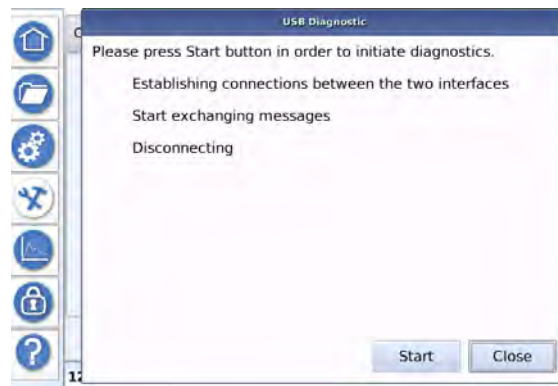 USB Diagnostic
Please press Start button in order to initiate diagnostics.
Establishing connections between the two interfaces
Start exchanging messages
Disconnecting
Start
Close
?